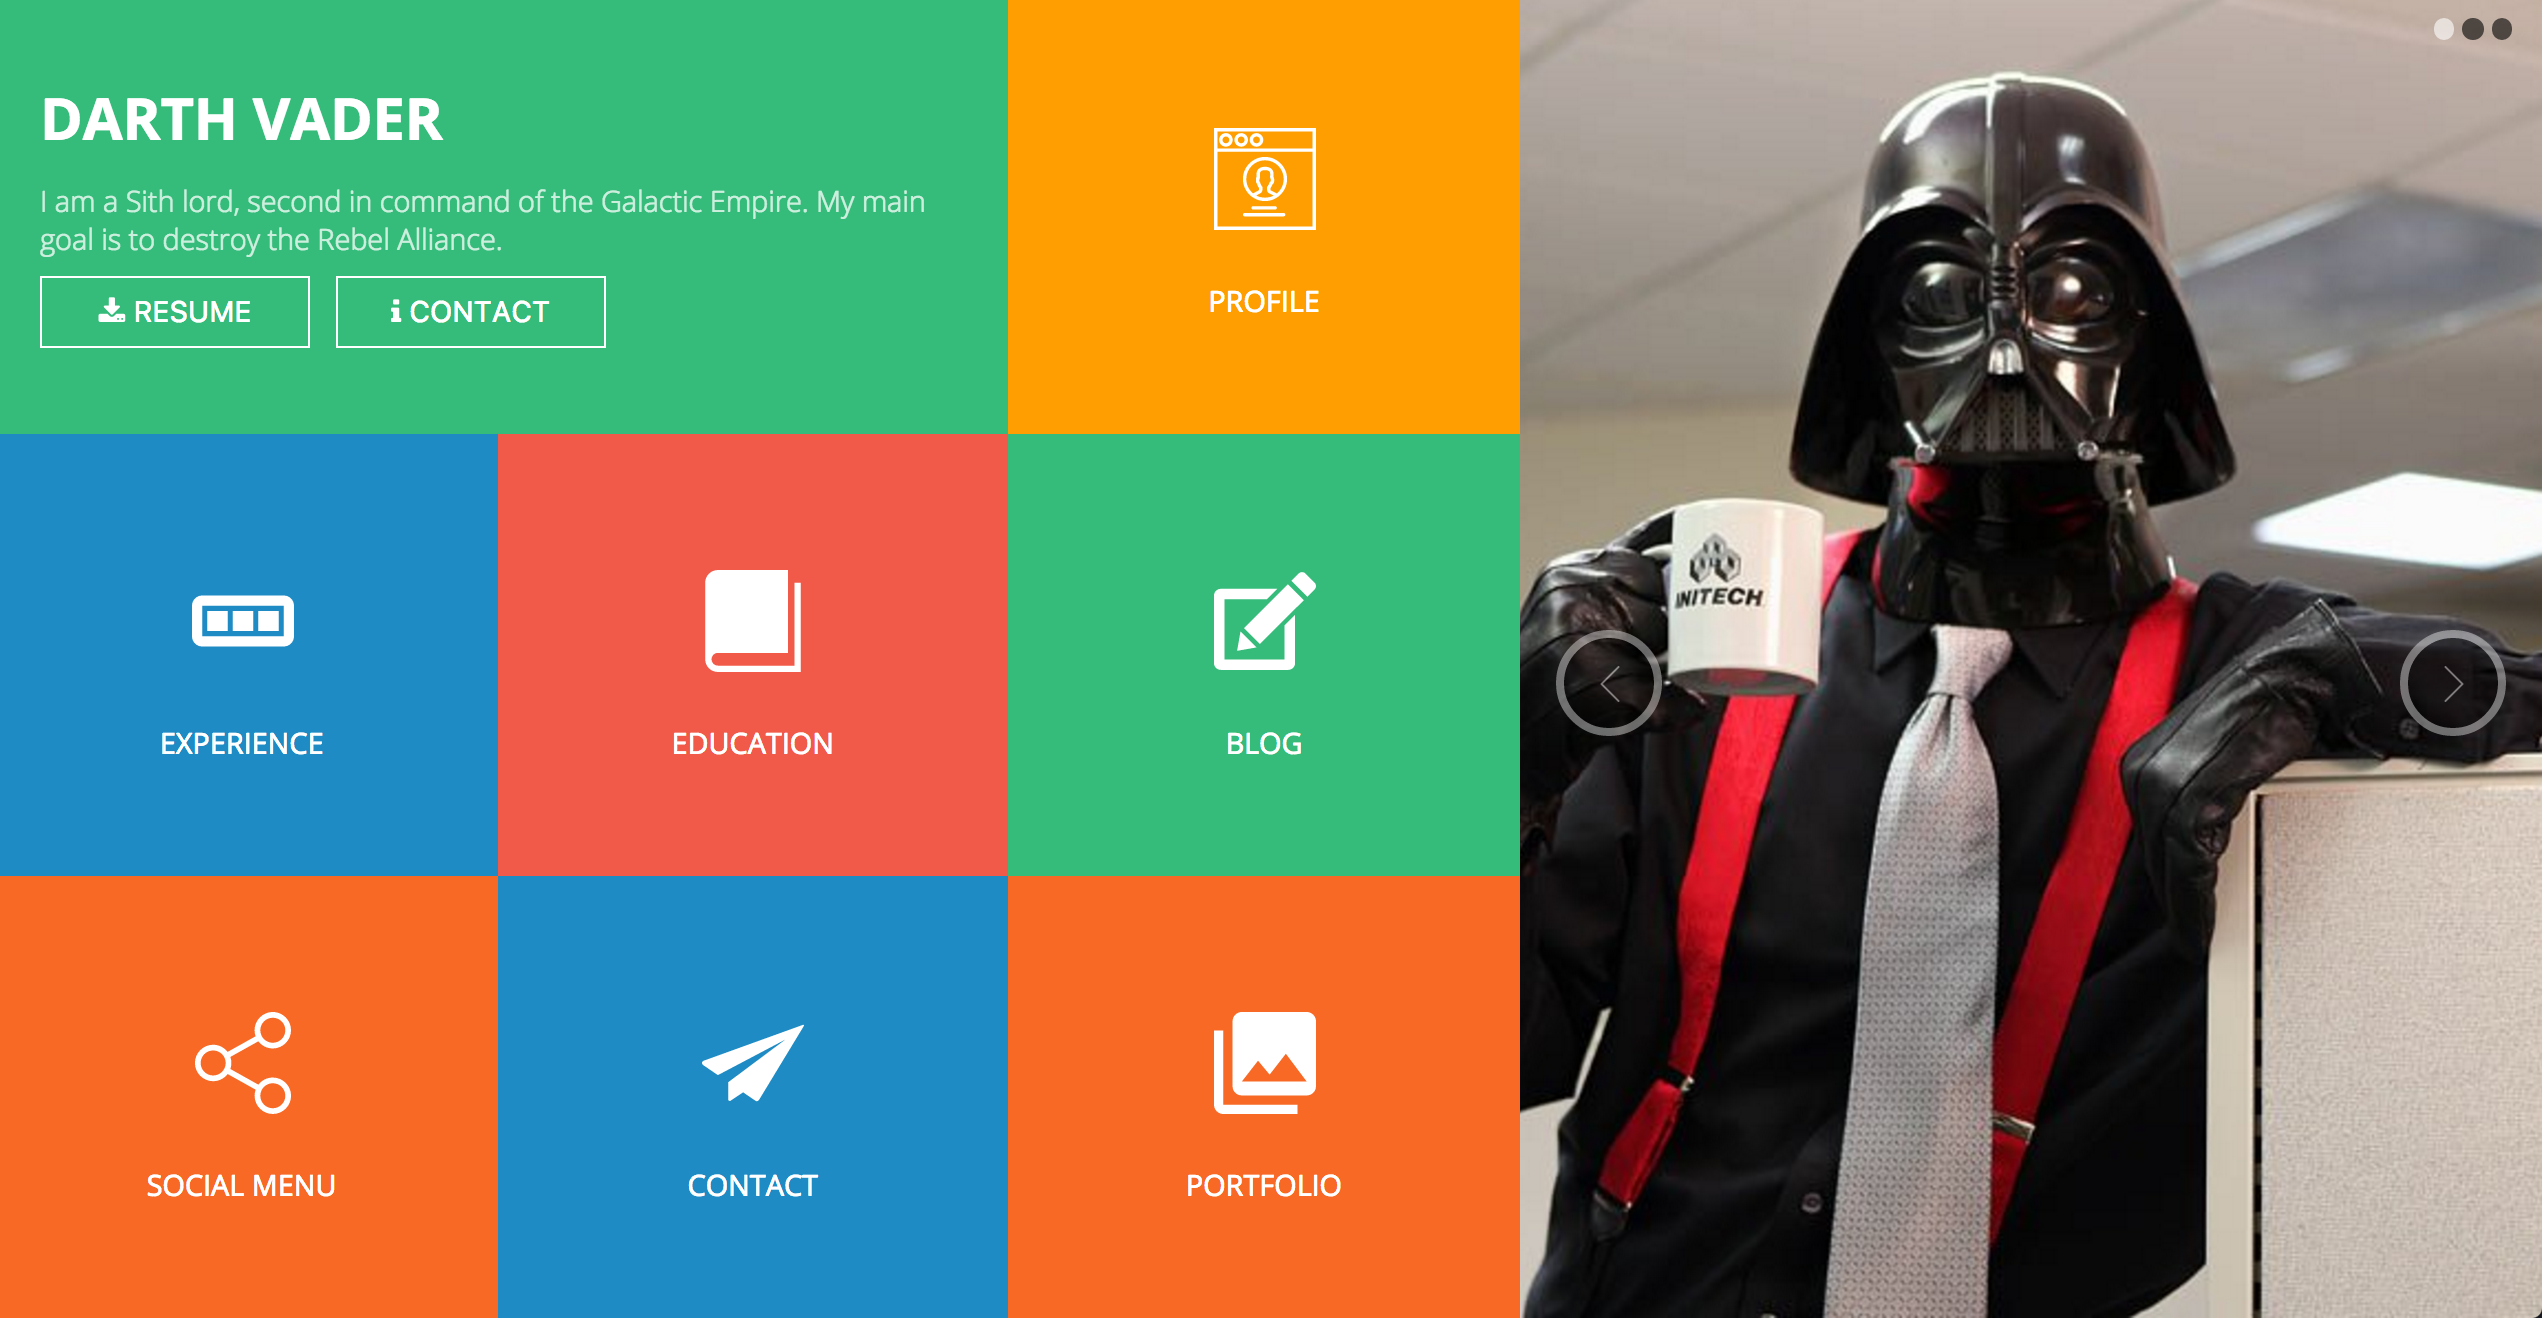 DARTH VADER
I am a Sith lord, second in command of the Galactic Empire. My main
goal is to destroy the Rebel Alliance.
RESUME
CONTACT
PROFILE
EXPERIENCE
EDUCATION
BLOG
SOCIAL MENU
CONTACT
PORTFOLIO
INITECH